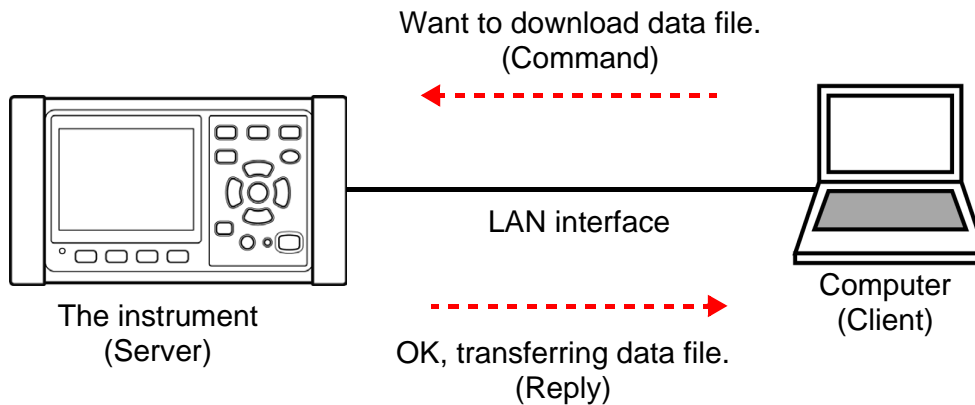 Want to download data file.
(Command)
LAN interface
The instrument
(Server)
Computer
(Client)
OK, transferring data file.
(Reply)